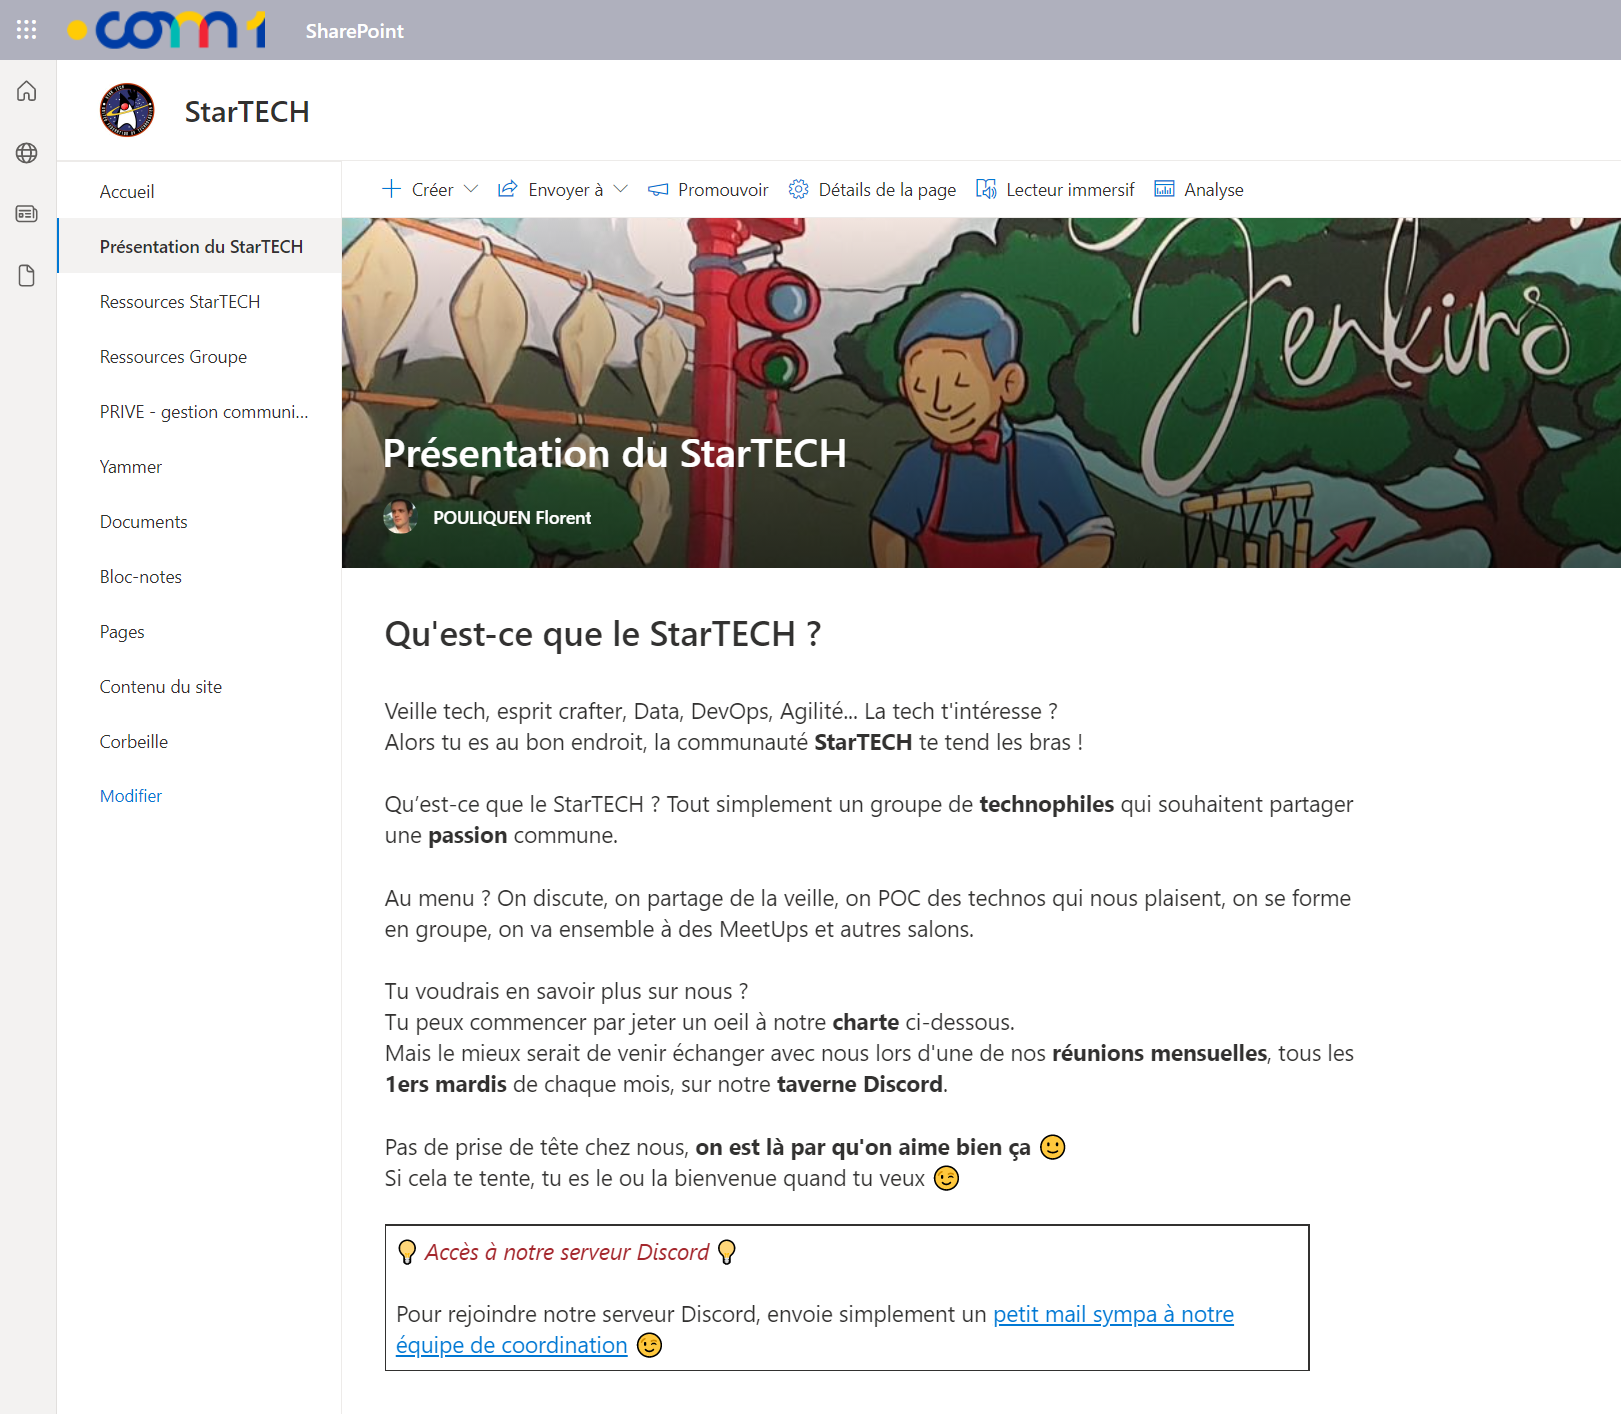 com1
SharePoint
StarTECH
Accueil
Présentation du StarTECH
Ressources StarTECH
Ressources Groupe
PRIVE - gestion communi...
Yammer
Documents
Bloc-notes
Pages
Contenu du site
Corbeille
Modifier
Créer
Envoyer à
Promouvoir
Détails de la page
Lecteur immersif
Analyse
Jenkins
Présentation du StarTECH
POULIQUEN Florent
Qu'est-ce que le StarTECH ?
Veille tech, esprit crafter, Data, DevOps, Agilité... La tech t'intéresse ?
Alors tu es au bon endroit, la communauté StarTECH te tend les bras !
Qu’est-ce que le StarTECH ? Tout simplement un groupe de technophiles qui souhaitent partager
une passion commune.
Au menu ? On discute, on partage de la veille, on POC des technos qui nous plaisent, on se forme
en groupe, on va ensemble à des MeetUps et autres salons.
Tu voudrais en savoir plus sur nous ?
Tu peux commencer par jeter un oeil à notre charte ci-dessous.
Mais le mieux serait de venir échanger avec nous lors d'une de nos réunions mensuelles, tous les
1ers mardis de chaque mois, sur notre taverne Discord.
Pas de prise de tête chez nous, on est là par qu'on aime bien ça 🙂
Si cela te tente, tu es le ou la bienvenue quand tu veux 😉
💡 Accès à notre serveur Discord 💡
Pour rejoindre notre serveur Discord, envoie simplement un petit mail sympa à notre
équipe de coordination 😉